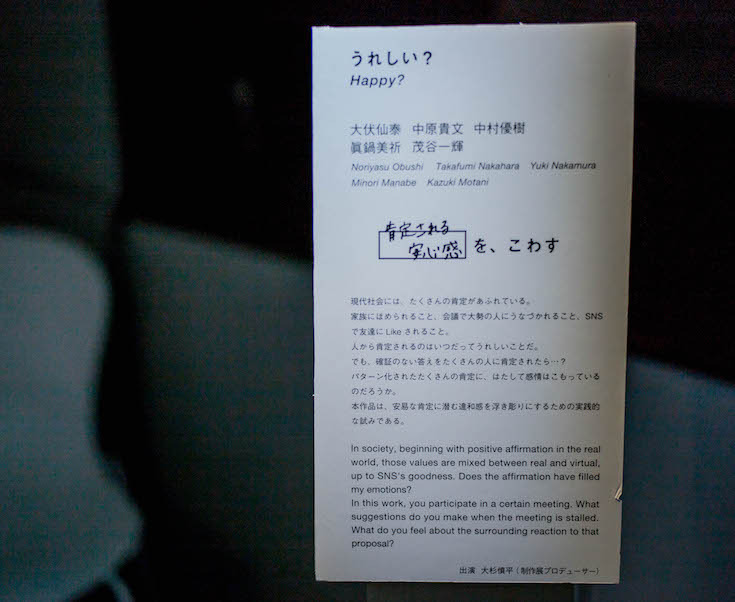 うれしい？
Happy?
大伏仙泰 中原貴文 中村優樹
眞鍋美祈 茂谷一輝
Noriyasu Obushi Takafumi Nakahara Yuki Nakamura
Minori Manabe Kazuki Motani
肯定される
安心感 を、こわす
現代社会には、たくさんの肯定があふれている。
家族にほめられること、会議で大勢の人にうなづかれること、SNS
で友達に Like されること。
人から肯定されるのはいつだってうれしいことだ。
でも、確証のない答えをたくさんの人に肯定されたら…？
パターン化されたたくさんの肯定に、はたして感情はこもっている
のだろうか。
本作品は、安易な肯定に潜む違和感を浮き彫りにするための実践的
な試みである。
In society, beginning with positive affirmation in the real
world, those values are mixed between real and virtual,
up to SNS's goodness. Does the affirmation have filled
my emotions?
In this work, you participate in a certain meeting. What
suggestions do you make when the meeting is stalled.
What do you feel about the surrounding reaction to that
proposal?
出演 大杉慎平（制作展プロデューサー）